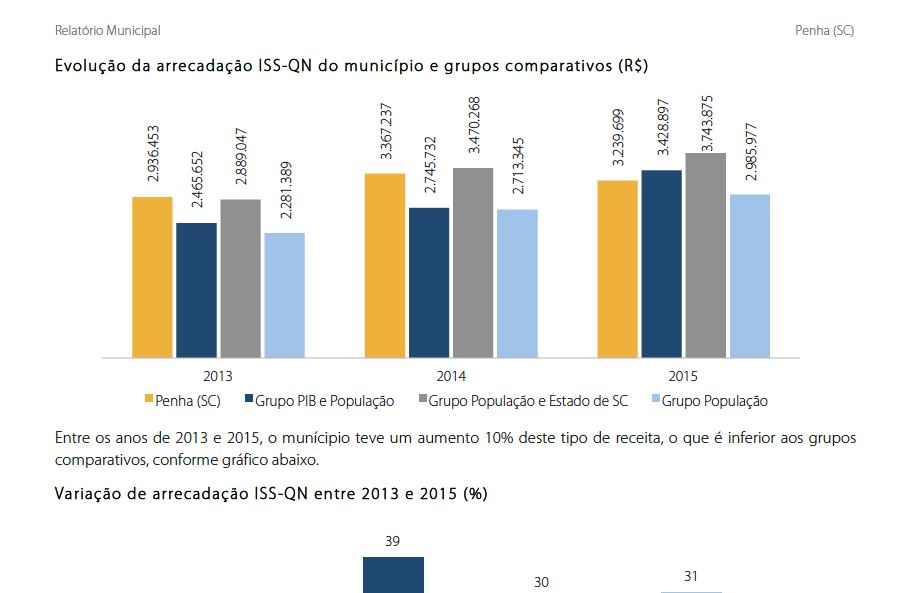 Relatório Municipal Penha (SC)
Evolução da arrecadação ISS-QN do município e grupos comparativos (R$)
2.936.453 2.465.652 2.889.047 2.281.389 3.367.237 2.745.732 3.470.268 2.713.345 3.239.699 3.428.897 3.743.875 2.985.977
2013 2014 2015
Penha (SC) Grupo PIB e População Grupo População e Estado de SC Grupo População
Entre os anos de 2013 e 2015, o munícipio teve um aumento 10% deste tipo de receita, o que é inferior aos grupos
comparativos, conforme gráfico abaixo.
Variação de arrecadação ISS-QN entre 2013 e 2015 (%)
39
30 31